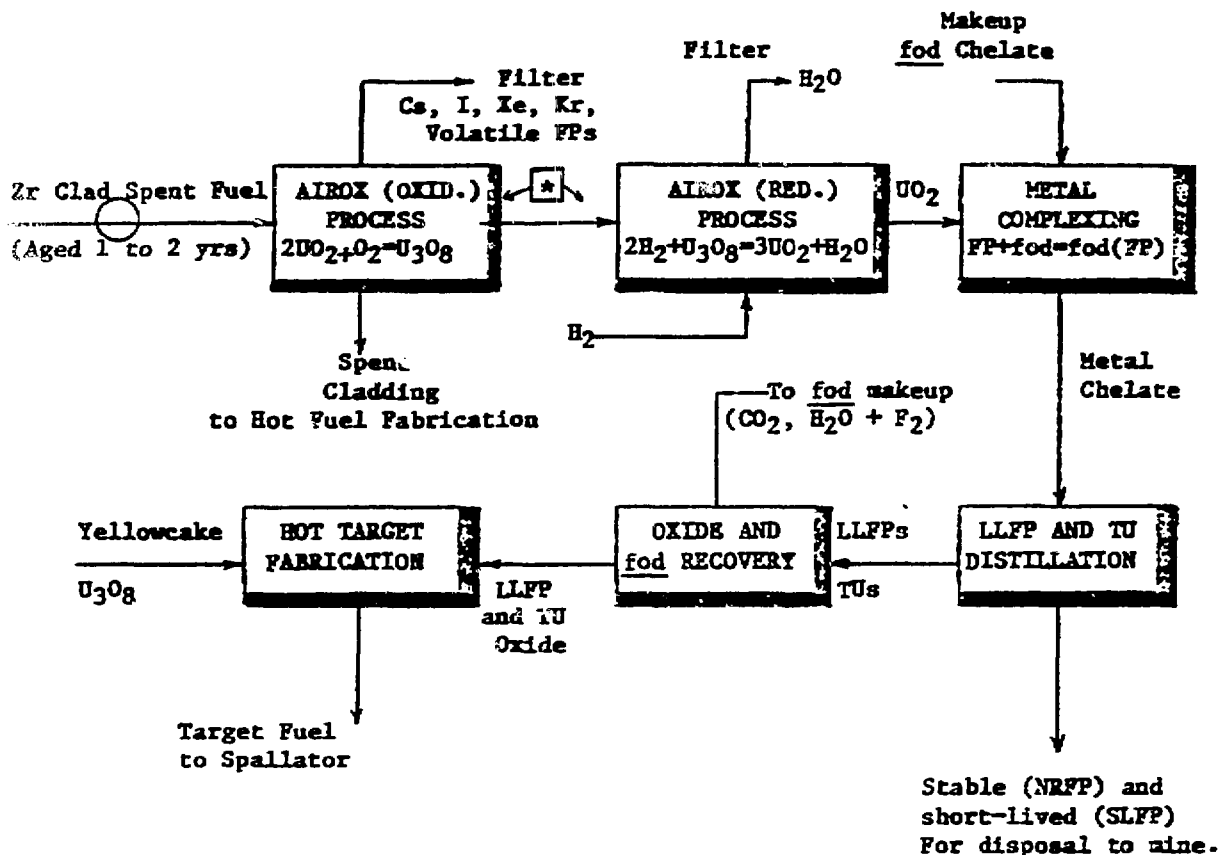 Makeup
fod Chelate
Filter
H2O
Filter
Cs, I, Xe, Kr,
Volatile FPs
Zr Clad Spent Fuel
(Aged 1 to 2 yrs)
AIROX (OXID.)
PROCESS
2UO2+O2=U3O8
*
AIROX (RED.)
PROCESS
2H2+U3O8=3UO2+H2O
UO2
METAL
COMPLEXING
FP+fod=fod(FP)
H2
Spent
Cladding
to Hot Fuel Fabrication
To fod makeup
(CO2, H2O + F2)
Metal
Chelate
Yellowcake
U3O8
HOT TARGET
FABRICATION
LLFP
and TU
Oxide
OXIDE AND
fod RECOVERY
LLFPs
TUs
LLFP AND TU
DISTILLATION
Target Fuel
to Spallator
Stable (NRFP) and
short-lived (SLFP)
For disposal to mine.